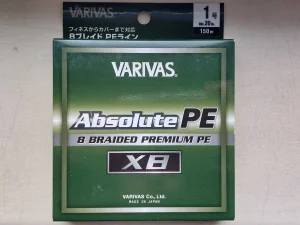 VARIVAS
フィネスからカバーまで対応
8ブレイド PEライン
1号
150m
VARIVAS
Absolute PE
8 BRAIDED PREMIUM PE
X8
VARIVAS Co., Ltd.
MADE IN JAPAN